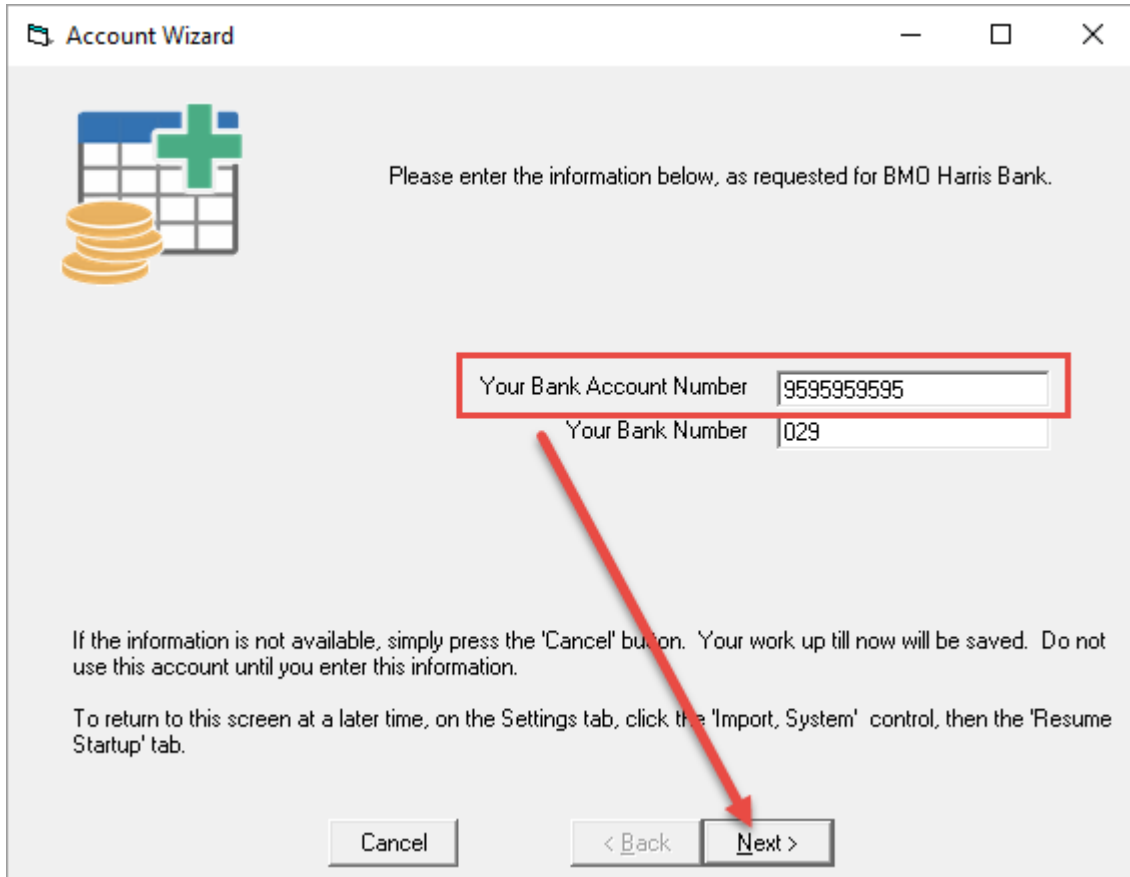 Account Wizard
Please enter the information below, as requested for BMO Harris Bank.
Your Bank Account Number 9595959595
Your Bank Number 029
If the information is not available, simply press the 'Cancel' button. Your work up till now will be saved. Do not
use this account until you enter this information.
To return to this screen at a later time, on the Settings tab, click the 'Import, System' control, then the 'Resume
Startup' tab.
Cancel < Back Next >